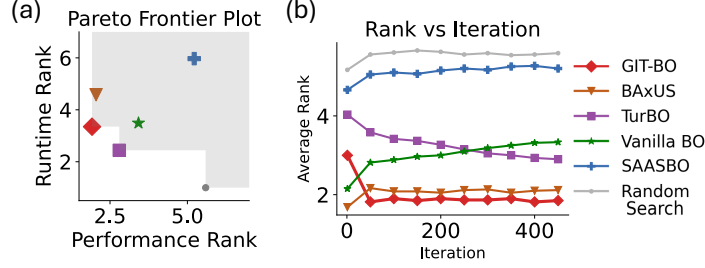 (a)
Pareto Frontier Plot
Runtime Rank
6
4
2
2.5
5.0
Performance Rank
(b)
Rank vs Iteration
Average Rank
4
2
0
200
400
Iteration
GIT-BO
BAxUS
TurBO
Vanilla BO
SAASBO
Random
Search